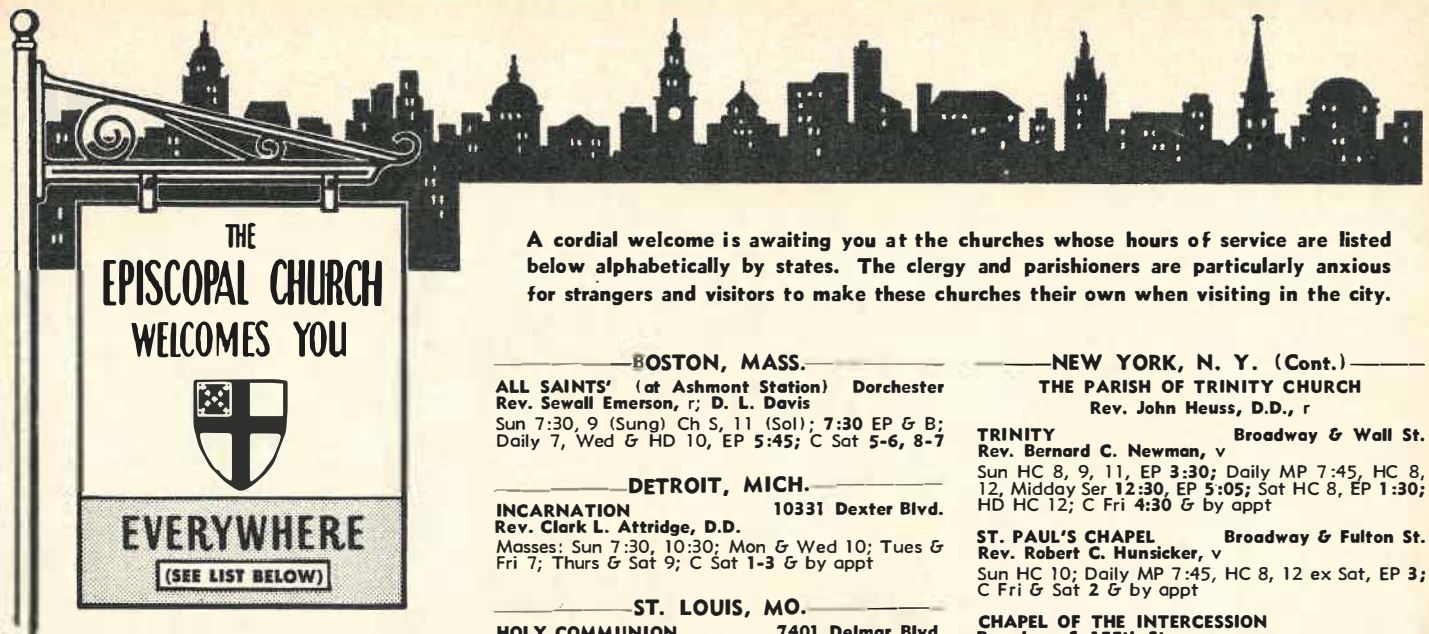 THE
EPISCOPAL CHURCH
WELCOMES YOU
EVERYWHERE
(SEE LIST BELOW)
A cordial welcome is awaiting you at the churches whose hours of service are listed
below alphabetically by states. The clergy and parishioners are particularly anxious
for strangers and visitors to make these churches their own when visiting in the city.
BOSTON, MASS.
ALL SAINTS' (at Ashmont Station) Dorchester
Rev. Sewall Emerson, r; D. L. Davis
Sun 7:30, 9 (Sung) Ch S, 11 (Sol); 7:30 EP & B;
Daily 7, Wed & HD 10, EP 5:45; C Sat 5-6, 8-7
DETROIT, MICH.
INCARNATION 10331 Dexter Blvd.
Rev. Clark L. Attridge, D.D.
Masses: Sun 7:30, 10:30; Mon & Wed 10; Tues &
Fri 7; Thurs & Sat 9; C Sat 1-3 & by appt
ST. LOUIS, MO.
HOLY COMMUNION 7401 Delmar Blvd.
NEW YORK, N. Y. (Cont.)
THE PARISH OF TRINITY CHURCH
Rev. John Heuss, D.D., r
TRINITY Broadway & Wall St.
Rev. Bernard C. Newman, v
Sun HC 8, 9, 11, EP 3:30; Daily MP 7:45, HC 8,
12, Midday Ser 12:30, EP 5:05; Sat HC 8, EP 1:30;
HD HC 12; C Fri 4:30 & by appt
ST. PAUL'S CHAPEL Broadway & Fulton St.
Rev. Robert C. Hunsicker, v
Sun HC 10; Daily MP 7:45, HC 8, 12 ex Sat, EP 3;
C Fri & Sat 2 & by appt
CHAPEL OF THE INTERCESSION